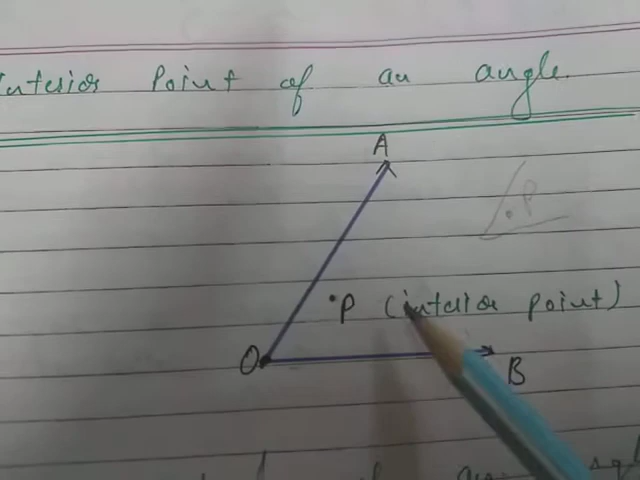 Interior Point of an angle.
A
P
P (interior point)
O
B